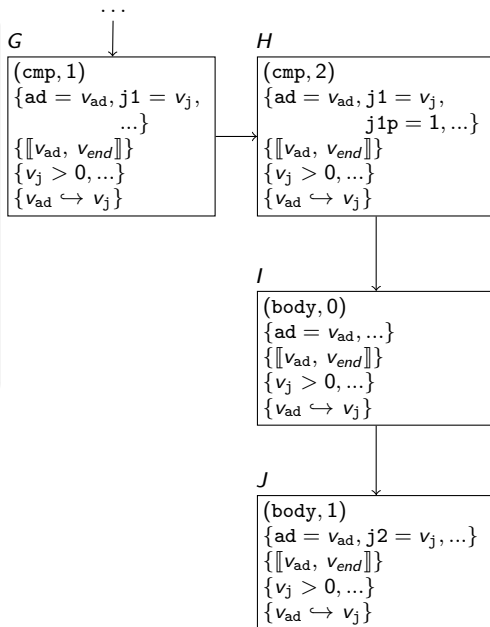 ...
G
(cmp, 1)
{ad = v_ad, j1 = v_j,
...}
{⟦v_ad, v_end⟧}
{v_j > 0, ...}
{v_ad ↪ v_j}
H
(cmp, 2)
{ad = v_ad, j1 = v_j,
j1p = 1, ...}
{⟦v_ad, v_end⟧}
{v_j > 0, ...}
{v_ad ↪ v_j}
I
(body, 0)
{ad = v_ad, ...}
{⟦v_ad, v_end⟧}
{v_j > 0, ...}
{v_ad ↪ v_j}
J
(body, 1)
{ad = v_ad, j2 = v_j, ...}
{⟦v_ad, v_end⟧}
{v_j > 0, ...}
{v_ad ↪ v_j}